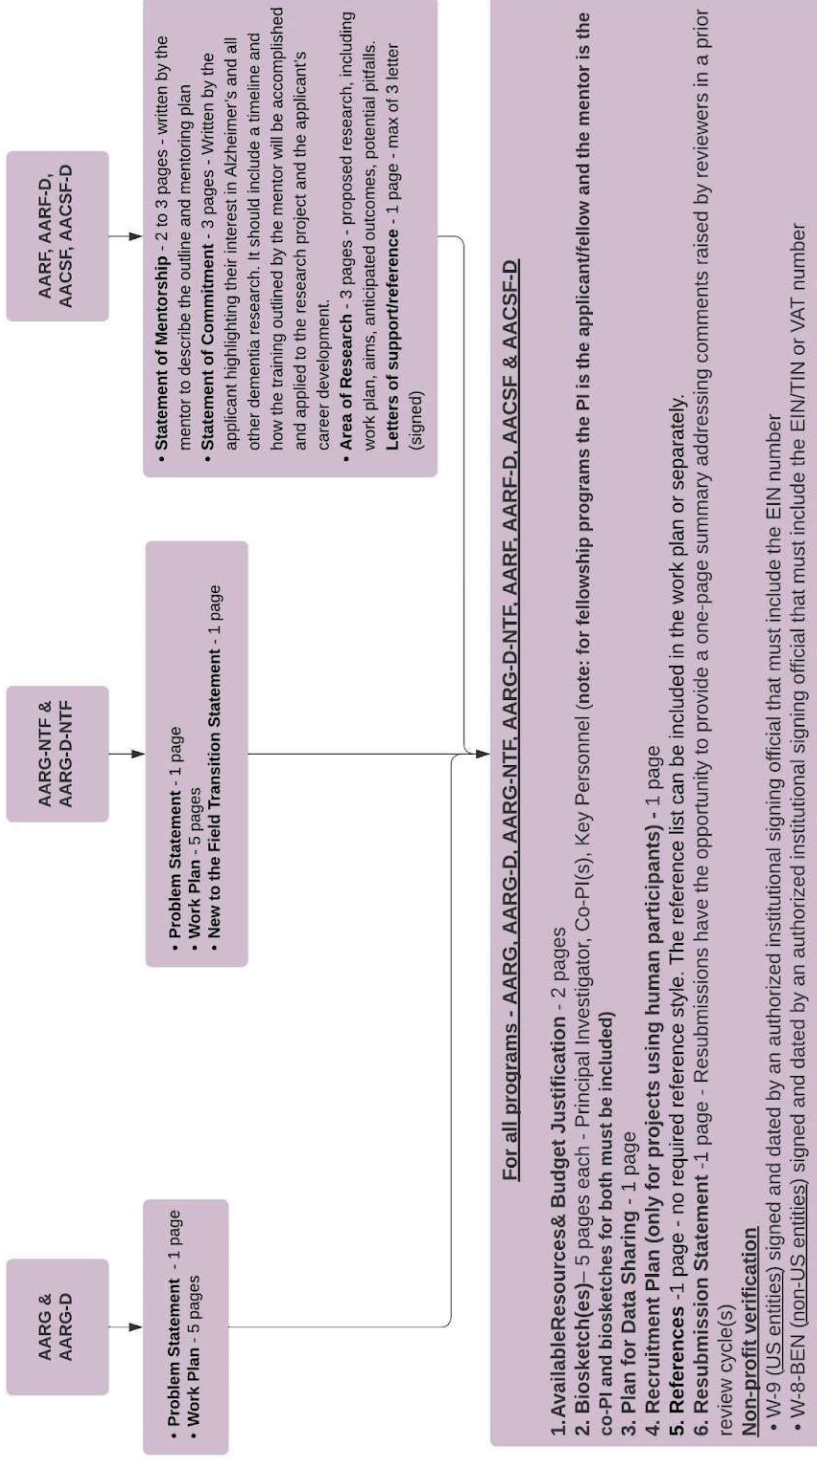 AARG &
AARG-D
AARG-NTF &
AARG-D-NTF
AARF, AARF-D,
AACSF, AACSF-D
• Problem Statement - 1 page
• Work Plan - 5 pages
• Problem Statement - 1 page
• Work Plan - 5 pages
• New to the Field Transition Statement - 1 page
• Statement of Mentorship - 2 to 3 pages - written by the
mentor to describe the outline and mentoring plan
• Statement of Commitment - 3 pages - Written by the
applicant highlighting their interest in Alzheimer's and all
other dementia research. It should include a timeline and
how the training outlined by the mentor will be accomplished
and applied to the research project and the applicant's
career development.
• Area of Research - 3 pages - proposed research, including
work plan, aims, anticipated outcomes, potential pitfalls.
Letters of support/reference - 1 page - max of 3 letter
(signed)
For all programs - AARG, AARG-D, AARG-NTF, AARG-D-NTF, AARF, AARF-D, AACSF & AACSF-D
1.AvailableResources& Budget Justification - 2 pages
2. Biosketch(es)– 5 pages each - Principal Investigator, Co-PI(s), Key Personnel (note: for fellowship programs the PI is the applicant/fellow and the mentor is the
co-PI and biosketches for both must be included)
3. Plan for Data Sharing - 1 page
4. Recruitment Plan (only for projects using human participants) - 1 page
5. References -1 page - no required reference style. The reference list can be included in the work plan or separately.
6. Resubmission Statement -1 page - Resubmissions have the opportunity to provide a one-page summary addressing comments raised by reviewers in a prior
review cycle(s)
Non-profit verification
• W-9 (US entities) signed and dated by an authorized institutional signing official that must include the EIN number
• W-8-BEN (non-US entities) signed and dated by an authorized institutional signing official that must include the EIN/TIN or VAT number